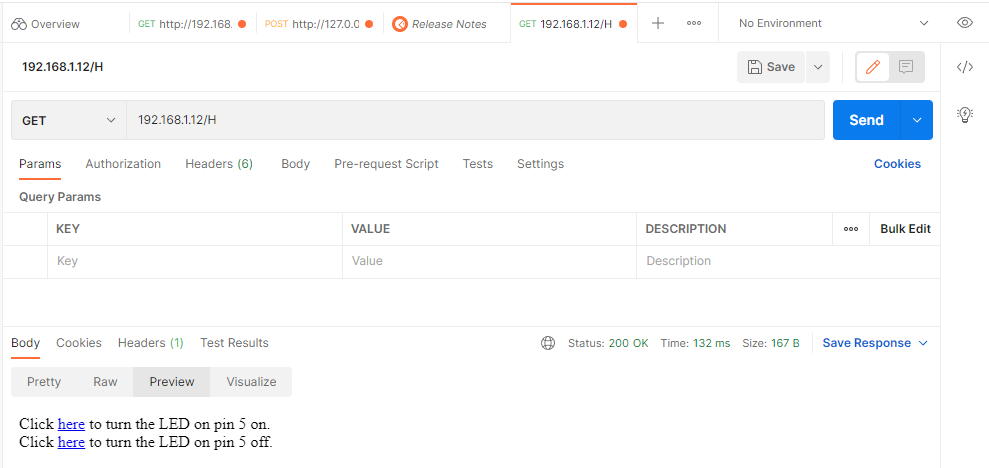 Overview GET http://192.168. POST http://127.0.0 Release Notes GET 192.168.1.12/H No Environment
192.168.1.12/H Save
GET 192.168.1.12/H Send
Params Authorization Headers (6) Body Pre-request Script Tests Settings Cookies
Query Params
KEY VALUE DESCRIPTION Bulk Edit
Key Value Description
Body Cookies Headers (1) Test Results Status: 200 OK Time: 132 ms Size: 167 B Save Response
Pretty Raw Preview Visualize
Click here to turn the LED on pin 5 on.
Click here to turn the LED on pin 5 off.